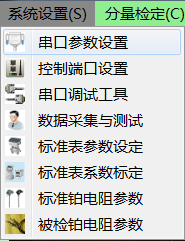 系统设置(S) 分量检定(C)
串口参数设置
控制端口设置
串口调试工具
数据采集与测试
标准表参数设定
标准表系数标定
标准铂电阻参数
被检铂电阻参数